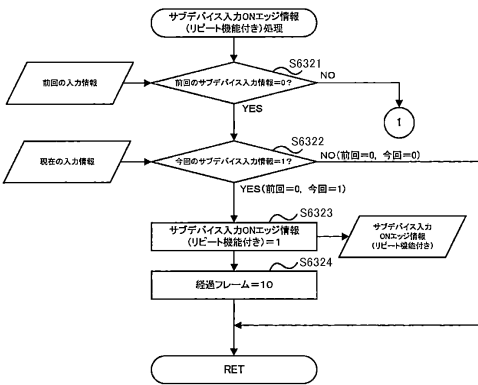 サブデバイス入力ONエッジ情報
(リピート機能付き)処理
S6321
前回の入力情報
前回のサブデバイス入力情報=0?
NO
YES
1
S6322
現在の入力情報
今回のサブデバイス入力情報=1?
NO(前回=0, 今回=0)
YES(前回=0, 今回=1)
S6323
サブデバイス入力ONエッジ情報
(リピート機能付き)=1
サブデバイス入力
ONエッジ情報
(リピート機能付き)
S6324
経過フレーム=10
RET